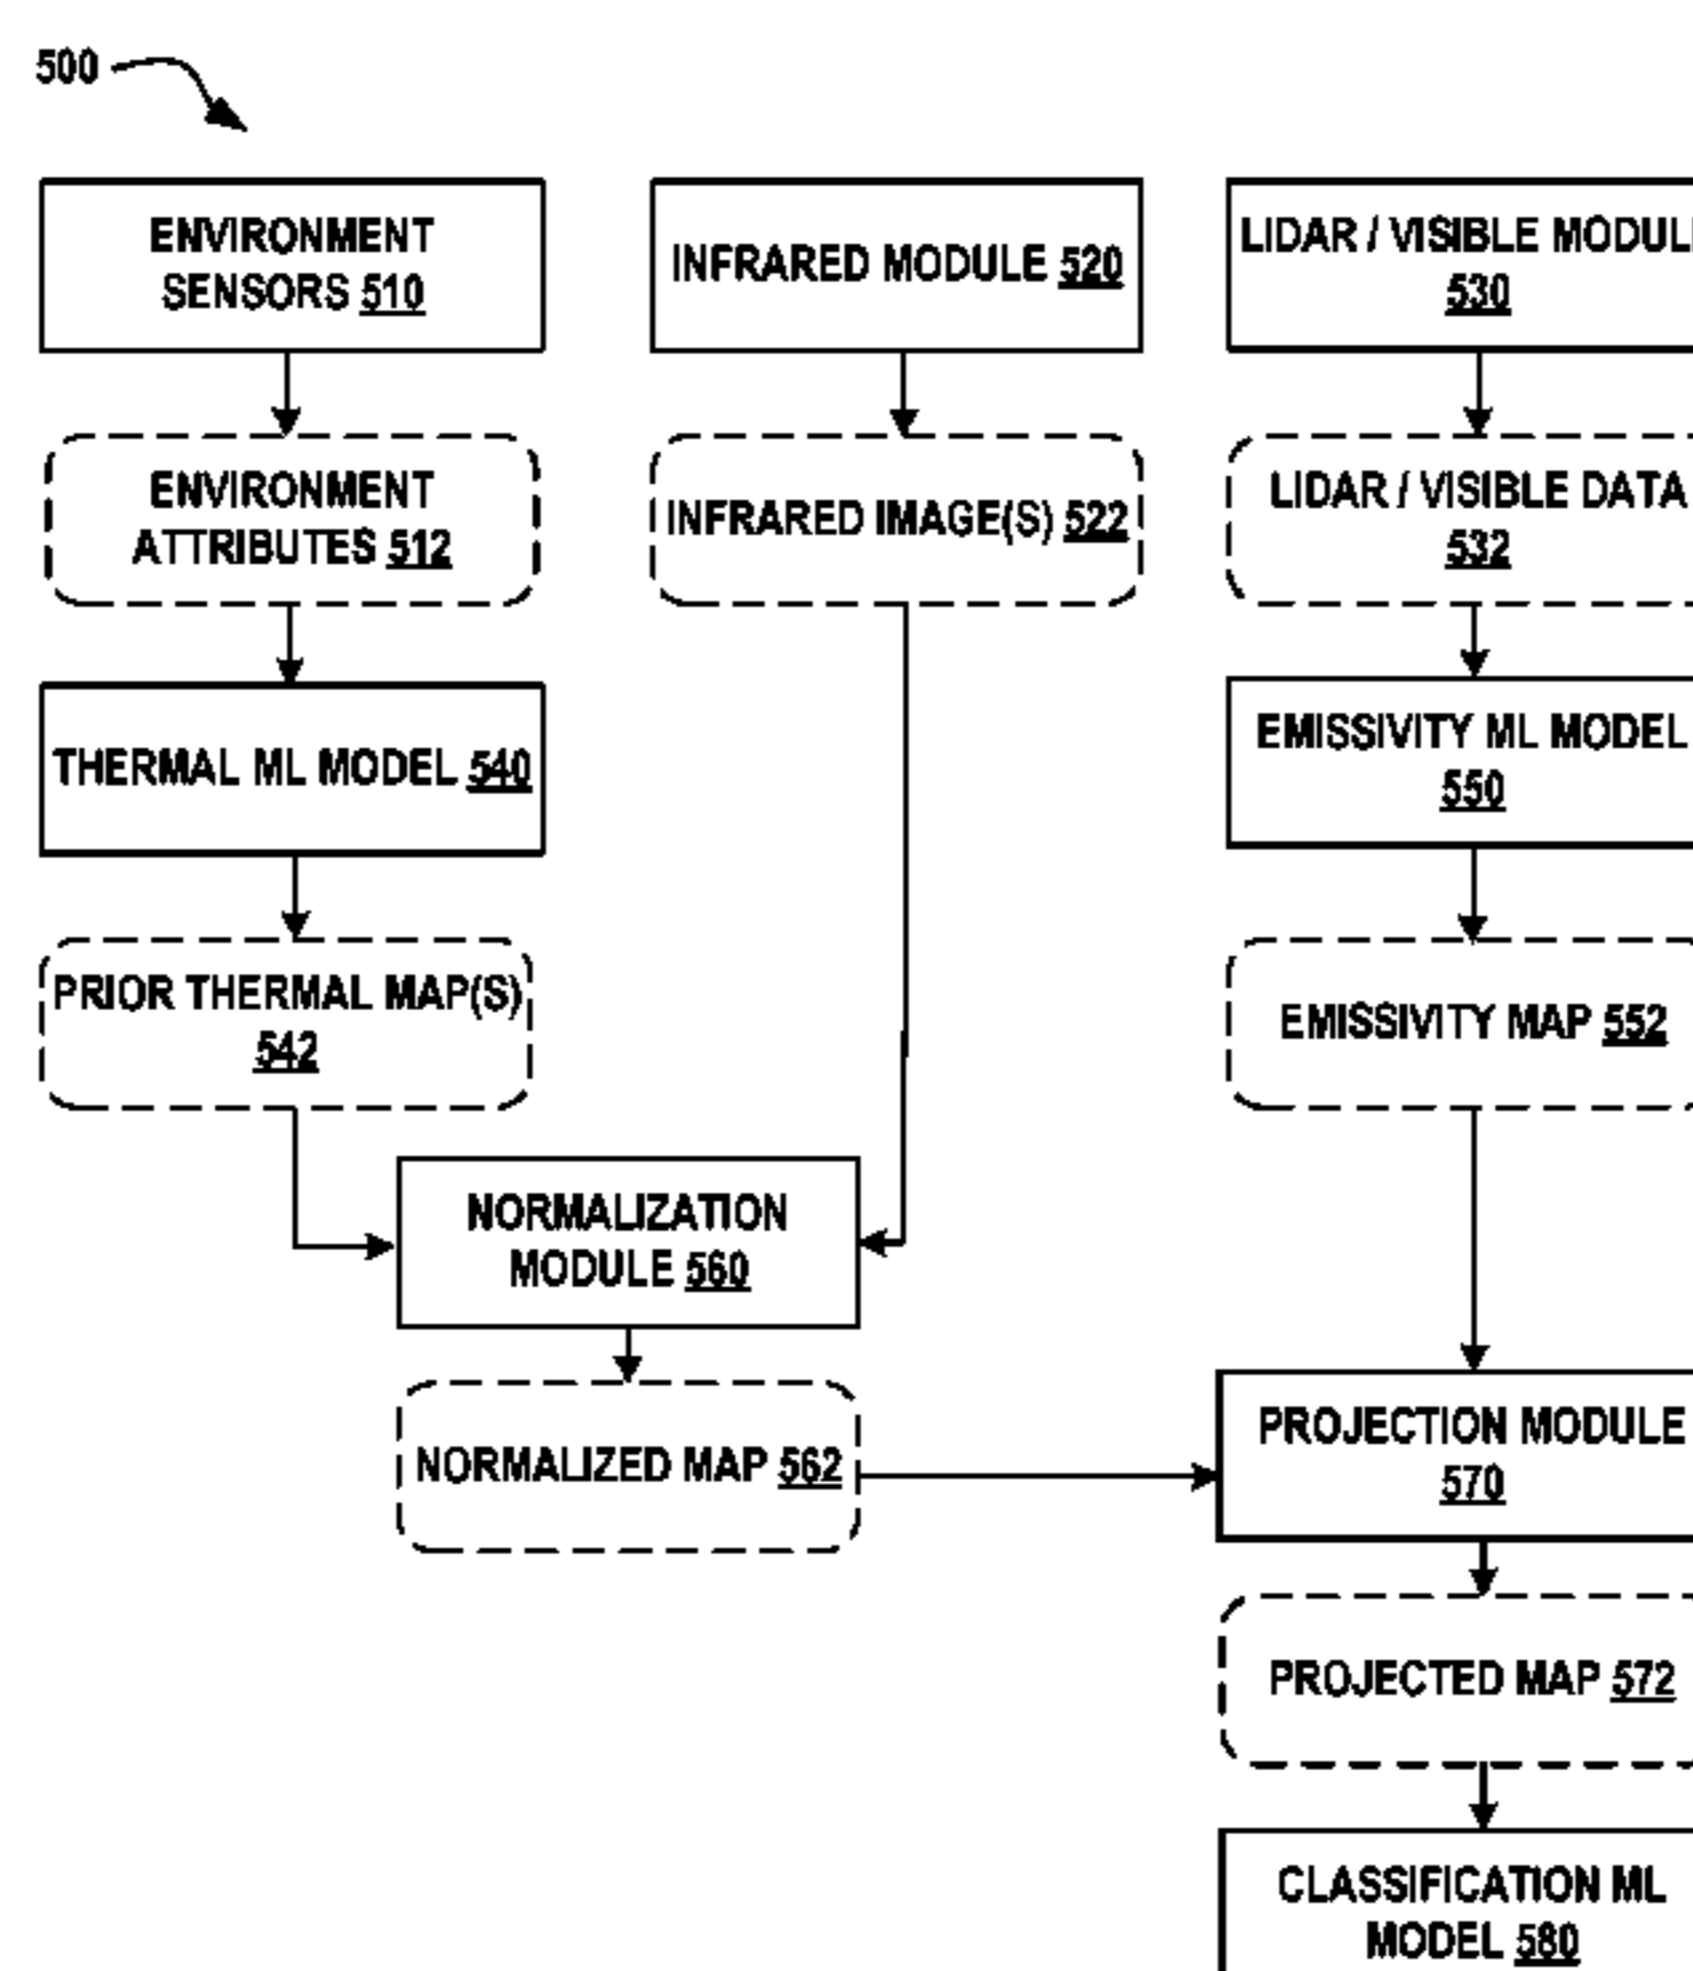 500
ENVIRONMENT
SENSORS 510
INFRARED MODULE 520
LIDAR / VISIBLE MODULE
530
ENVIRONMENT
ATTRIBUTES 512
INFRARED IMAGE(S) 522
LIDAR / VISIBLE DATA
532
THERMAL ML MODEL 540
EMISSIVITY ML MODEL
550
PRIOR THERMAL MAP(S)
542
EMISSIVITY MAP 552
NORMALIZATION
MODULE 560
NORMALIZED MAP 562
PROJECTION MODULE
570
PROJECTED MAP 572
CLASSIFICATION ML
MODEL 580